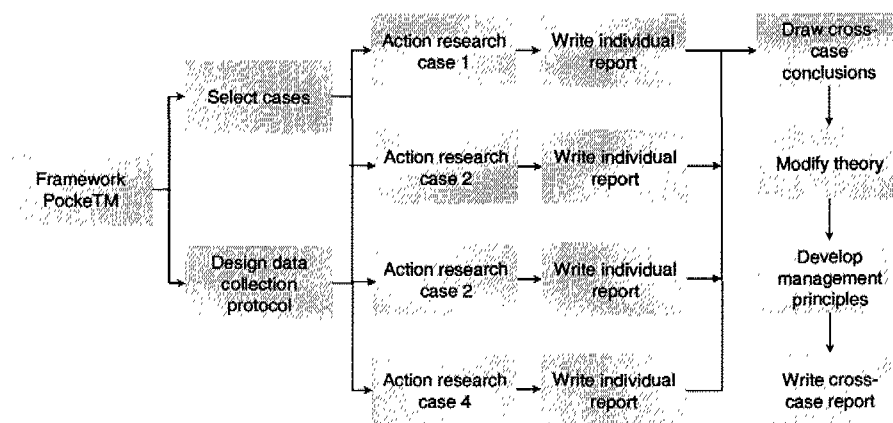 Framework
PockeTM
Select cases
Design data
collection
protocol
Action research
case 1
Write individual
report
Action research
case 2
Write individual
report
Action research
case 2
Write individual
report
Action research
case 4
Write individual
report
Draw cross-
case
conclusions
Modify theory
Develop
management
principles
Write cross-
case report